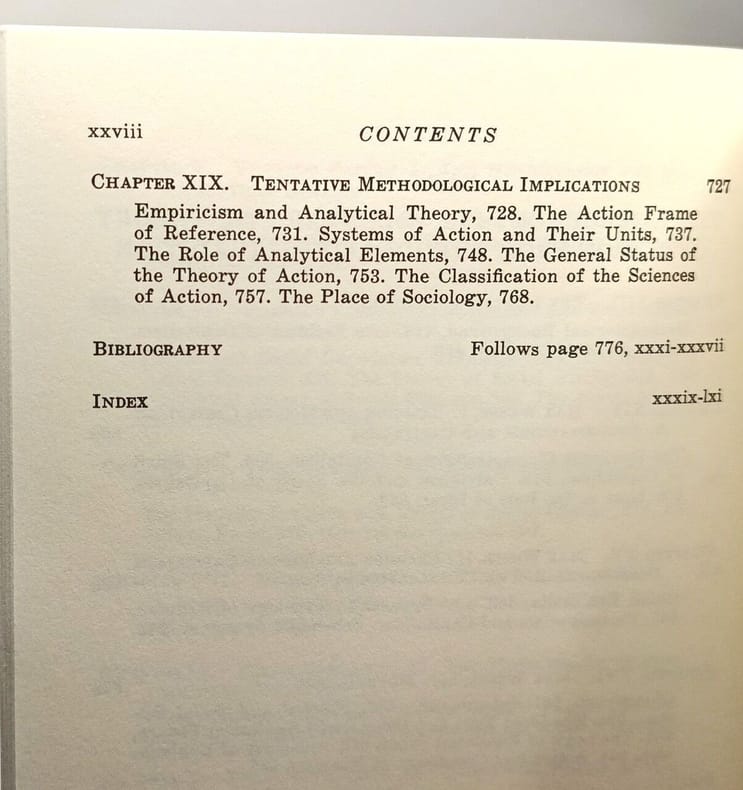 xxviii CONTENTS
CHAPTER XIX. TENTATIVE METHODOLOGICAL IMPLICATIONS 727
Empiricism and Analytical Theory, 728. The Action Frame
of Reference, 731. Systems of Action and Their Units, 737.
The Role of Analytical Elements, 748. The General Status of
the Theory of Action, 753. The Classification of the Sciences
of Action, 757. The Place of Sociology, 768.
BIBLIOGRAPHY Follows page 776, xxxi-xxxvii
INDEX xxxix-lxi